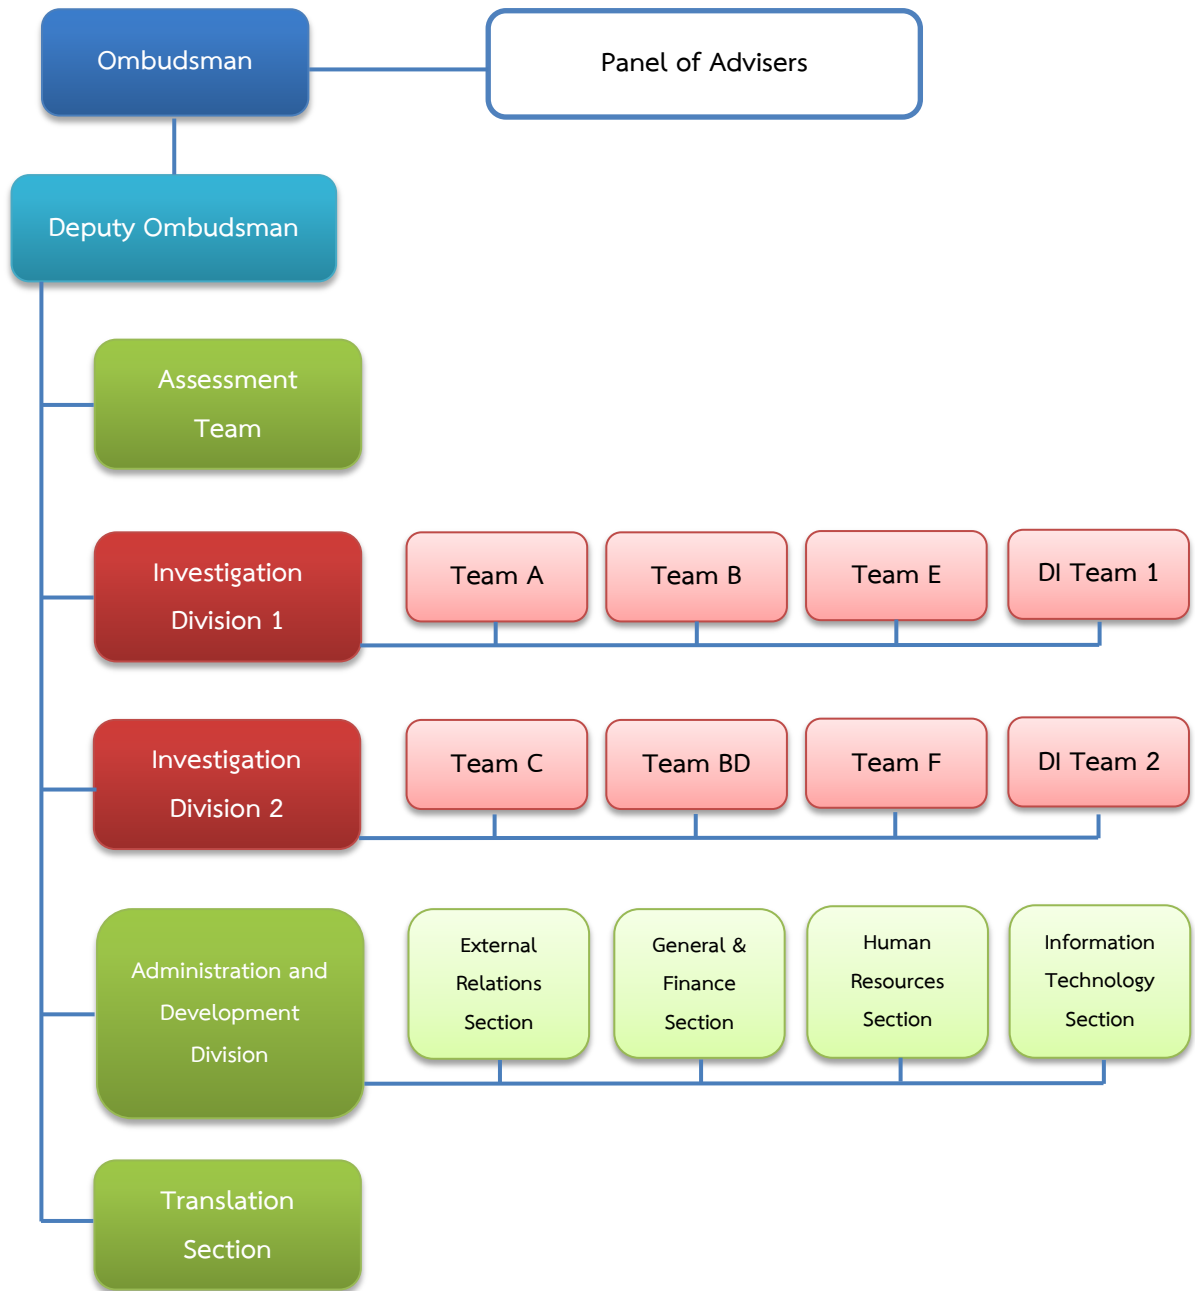 Ombudsman
Panel of Advisers
Deputy Ombudsman
Assessment
Team
Investigation
Division 1
Team A
Team B
Team E
DI Team 1
Investigation
Division 2
Team C
Team BD
Team F
DI Team 2
Administration and
Development
Division
External
Relations
Section
General &
Finance
Section
Human
Resources
Section
Information
Technology
Section
Translation
Section